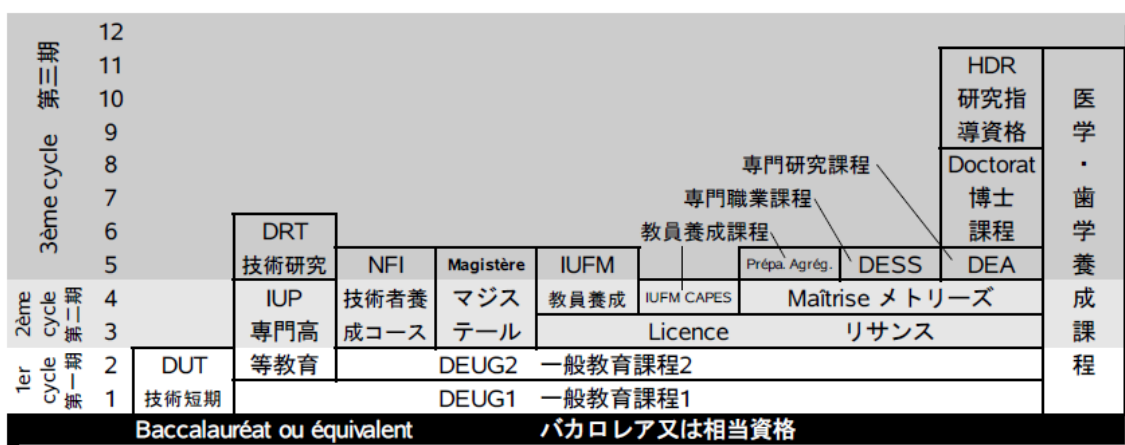 12
11
HDR
10
研究指
医
9
導資格
学
8
専門研究課程
Doctorat
・
7
専門職業課程
博士
歯
6
DRT
教員養成課程
課程
学
5
技術研究
NFI
Magistère
IUFM
Prépa. Agrég.
DESS
DEA
養
4
IUP
技術者養
マジス
教員養成
IUFM CAPES
Maîtrise メトリーズ
成
3
専門高
成コース
テール
Licence リサンス
課
2
DUT
等教育
DEUG2 一般教育課程2
程
1
技術短期
DEUG1 一般教育課程1
3ème cycle 第三期
2ème
cycle
第二期
1er
cycle
第一期
Baccalauréat ou équivalent バカロレア又は相当資格